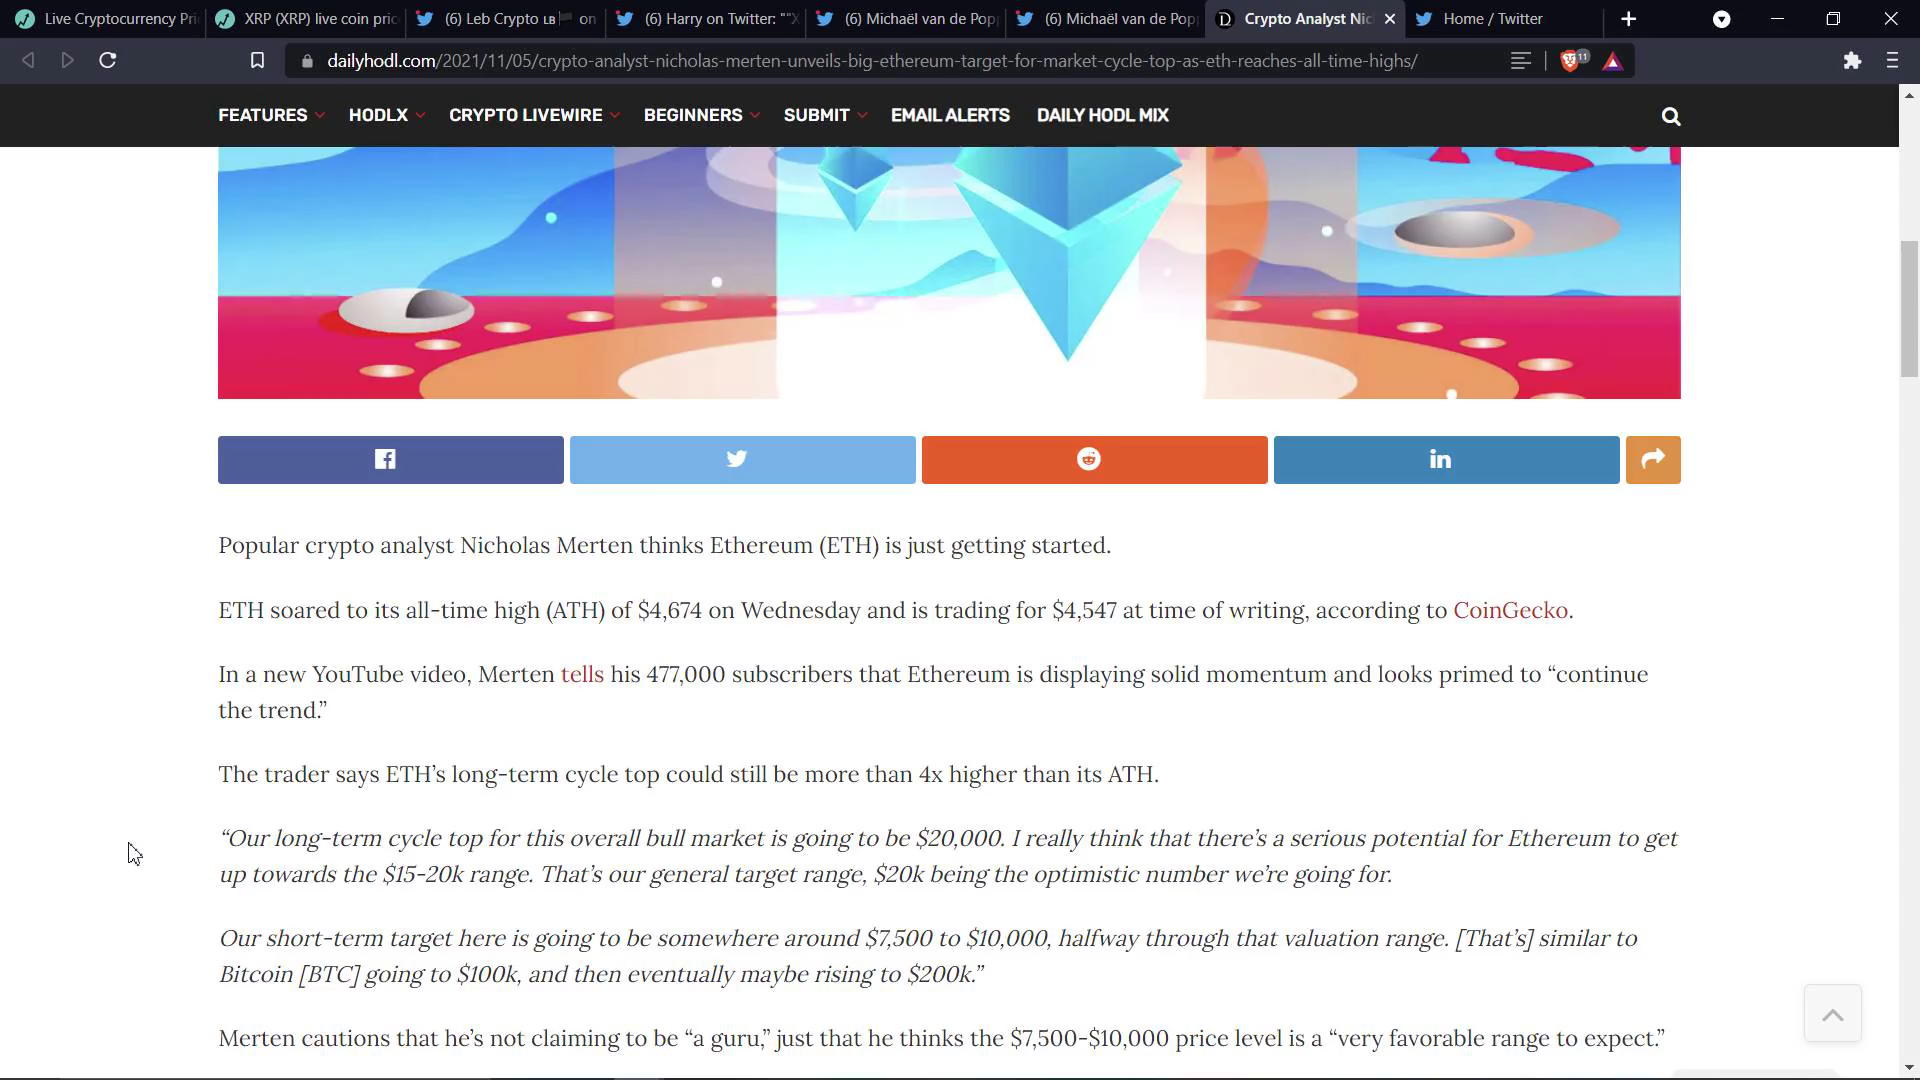 Live Cryptocurrency Pri
XRP (XRP) live coin pric
(6) Leb Crypto LB on
(6) Harry on Twitter: ""X
(6) Michaël van de Pop
(6) Michaël van de Pop
Crypto Analyst Nic
Home / Twitter
dailyhodl.com/2021/11/05/crypto-analyst-nicholas-merten-unveils-big-ethereum-target-for-market-cycle-top-as-eth-reaches-all-time-highs/
11
FEATURES HODLX CRYPTO LIVEWIRE BEGINNERS SUBMIT EMAIL ALERTS DAILY HODL MIX
Popular crypto analyst Nicholas Merten thinks Ethereum (ETH) is just getting started.
ETH soared to its all-time high (ATH) of $4,674 on Wednesday and is trading for $4,547 at time of writing, according to CoinGecko.
In a new YouTube video, Merten tells his 477,000 subscribers that Ethereum is displaying solid momentum and looks primed to “continue
the trend.”
The trader says ETH’s long-term cycle top could still be more than 4x higher than its ATH.
“Our long-term cycle top for this overall bull market is going to be $20,000. I really think that there’s a serious potential for Ethereum to get
up towards the $15-20k range. That’s our general target range, $20k being the optimistic number we’re going for.
Our short-term target here is going to be somewhere around $7,500 to $10,000, halfway through that valuation range. [That’s] similar to
Bitcoin [BTC] going to $100k, and then eventually maybe rising to $200k.”
Merten cautions that he’s not claiming to be “a guru,” just that he thinks the $7,500-$10,000 price level is a “very favorable range to expect.”